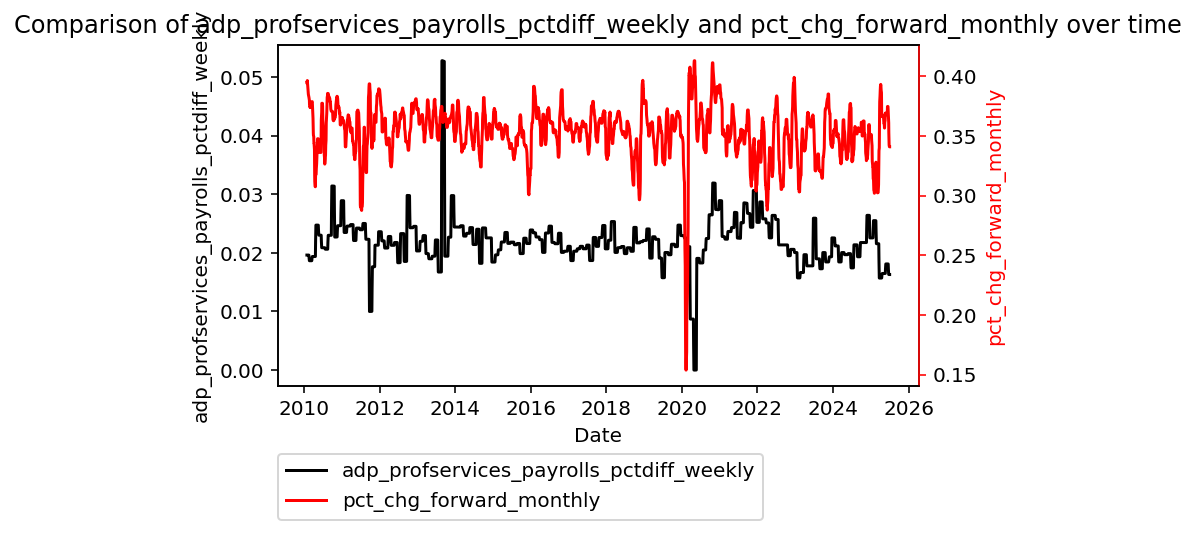 Comparison of adp_profservices_payrolls_pctdiff_weekly and pct_chg_forward_monthly over time
adp_profservices_payrolls_pctdiff_weekly
0.05
0.04
0.03
0.02
0.01
0.00
0.40
0.35
0.30
0.25
0.20
0.15
pct_chg_forward_monthly
2010 2012 2014 2016 2018 2020 2022 2024 2026
Date
adp_profservices_payrolls_pctdiff_weekly
pct_chg_forward_monthly